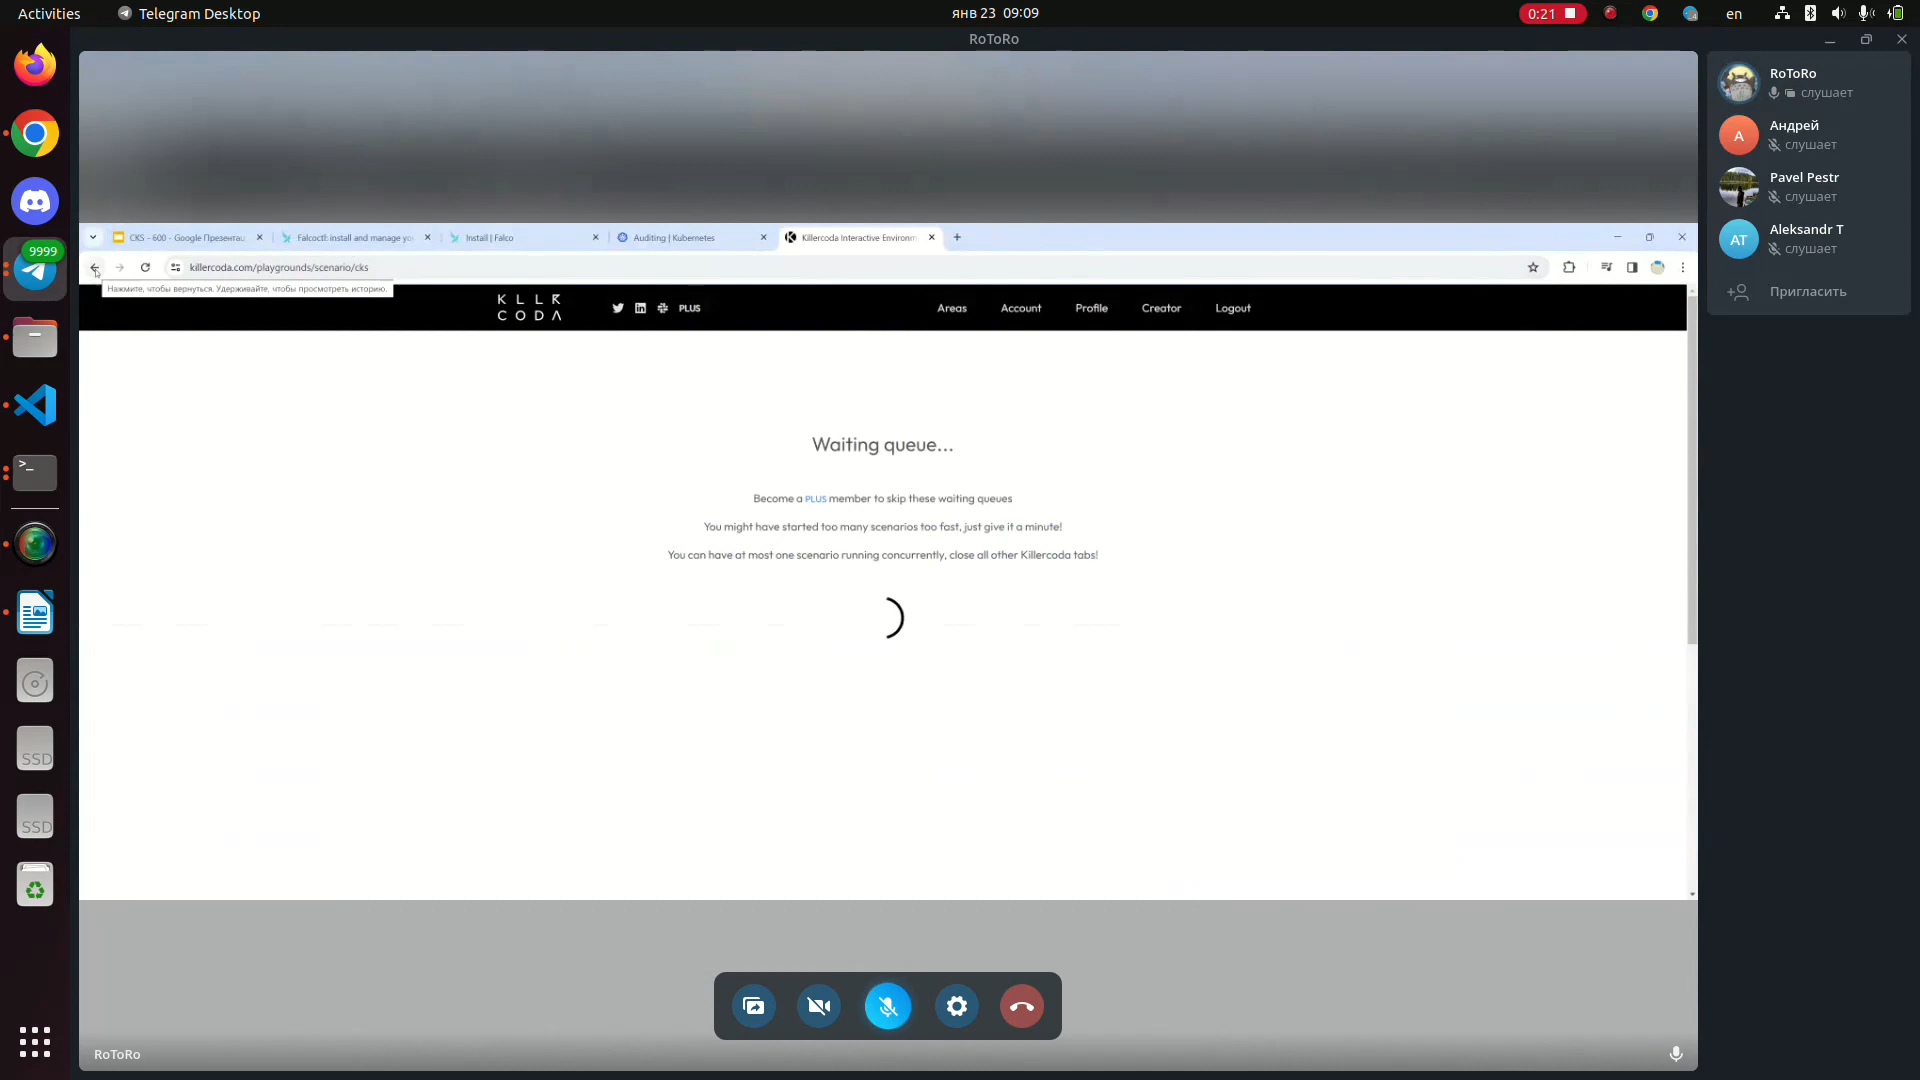 Activities
Telegram Desktop
янв 23 09:09
0:21
en
RoToRo
9999
CKS - 600 - Google Презентац
Falcoctl: install and manage yo
Install | Falco
Auditing | Kubernetes
Killercoda Interactive Environm
killercoda.com/playgrounds/scenario/cks
Нажмите, чтобы вернуться. Удерживайте, чтобы просмотреть историю.
KLLR
CODA
PLUS
Areas
Account
Profile
Creator
Logout
Waiting queue...
Become a PLUS member to skip these waiting queues
You might have started too many scenarios too fast, just give it a minute!
You can have at most one scenario running concurrently, close all other Killercoda tabs!
RoToRo
RoToRo
слушает
А
Андрей
слушает
Pavel Pestr
слушает
AT
Aleksandr T
слушает
Пригласить
>_
SSD
SSD